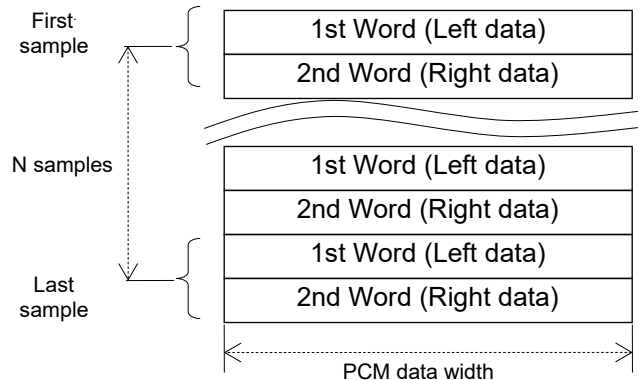 First
sample
1st Word (Left data)
2nd Word (Right data)
N samples
1st Word (Left data)
2nd Word (Right data)
1st Word (Left data)
Last
sample
2nd Word (Right data)
PCM data width